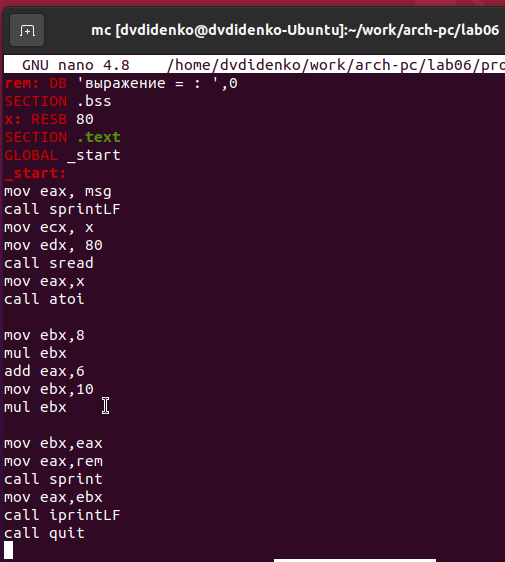 mc [dvdidenko@dvdidenko-Ubuntu]:~/work/arch-pc/lab06
GNU nano 4.8 /home/dvdidenko/work/arch-pc/lab06/pro
rem: DB 'выражение = : ',0
SECTION .bss
x: RESB 80
SECTION .text
GLOBAL _start
_start:
mov eax, msg
call sprintLF
mov ecx, x
mov edx, 80
call sread
mov eax,x
call atoi
mov ebx,8
mul ebx
add eax,6
mov ebx,10
mul ebx
mov ebx,eax
mov eax,rem
call sprint
mov eax,ebx
call iprintLF
call quit